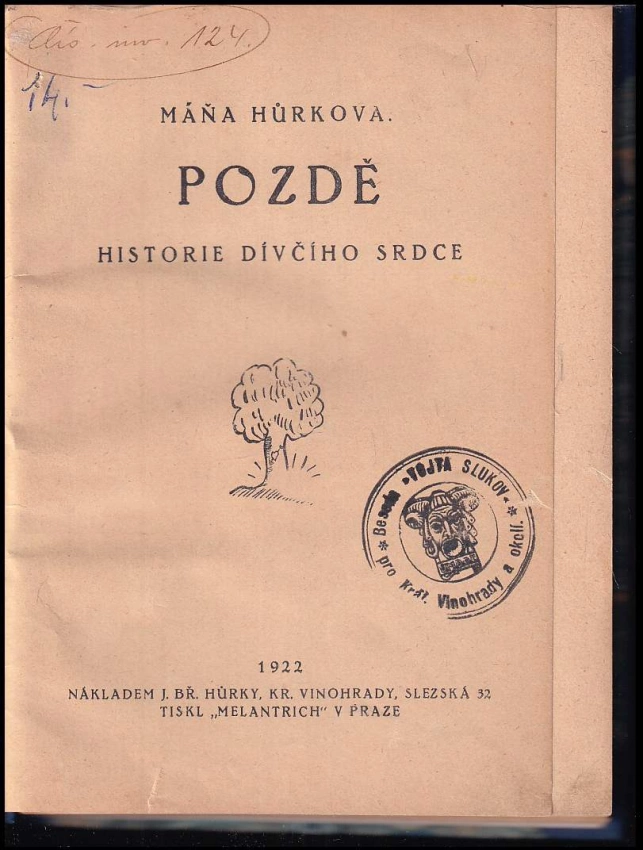 Čís. inv. 124.
14.-
MÁŇA HŮRKOVA.
POZDĚ
HISTORIE DÍVČÍHO SRDCE
Beseda „VOJTA SLUKOV“
* pro Král. Vinohrady a okolí. *
1922
NÁKLADEM J. BŘ. HŮRKY, KR. VINOHRADY, SLEZSKÁ 32
TISKL „MELANTRICH“ V PRAZE